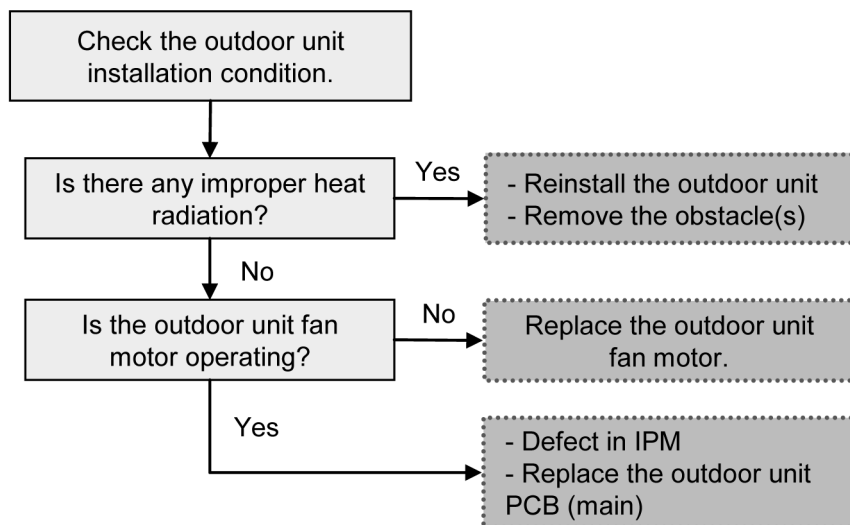 Check the outdoor unit
installation condition.
Is there any improper heat
radiation?
Yes
- Reinstall the outdoor unit
- Remove the obstacle(s)
No
Is the outdoor unit fan
motor operating?
No
Replace the outdoor unit
fan motor.
Yes
- Defect in IPM
- Replace the outdoor unit
PCB (main)